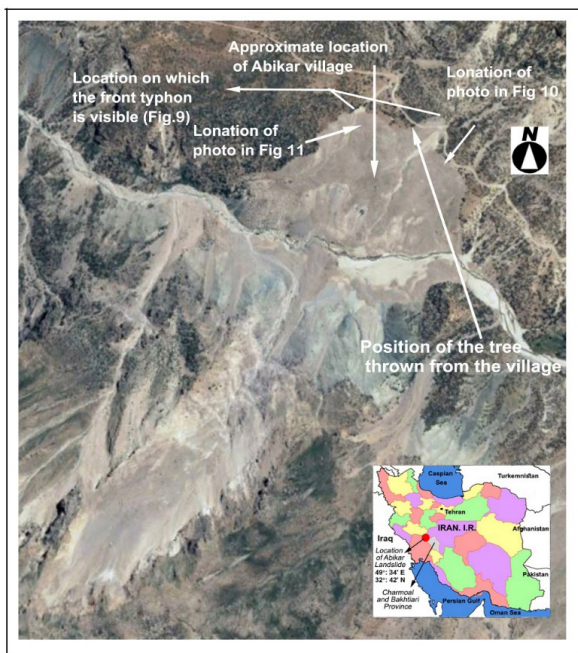 Approximate location
of Abikar village
Location on which
the front typhon
is visible (Fig.9)
Lonation of
photo in Fig 10
Lonation of
photo in Fig 11
N
Position of the tree
thrown from the village
Caspian
Sea
Turkemnistan
Tehran
IRAN. I.R.
Afghanistan
Iraq
Location
of Abikar
Landslide
49°: 34' E
32°: 42' N
Pakistan
Charmoal and Bakhtiari
Province
Persian Gulf
Oman Sea